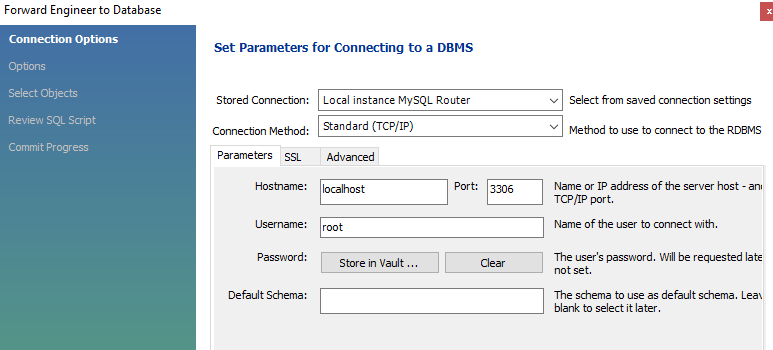 Forward Engineer to Database
x
Connection Options
Options
Select Objects
Review SQL Script
Commit Progress
Set Parameters for Connecting to a DBMS
Stored Connection: Local instance MySQL Router Select from saved connection settings
Connection Method: Standard (TCP/IP) Method to use to connect to the RDBMS
Parameters SSL Advanced
Hostname: localhost Port: 3306 Name or IP address of the server host - and
TCP/IP port.
Username: root Name of the user to connect with.
Password: Store in Vault ... Clear The user's password. Will be requested late
not set.
Default Schema: The schema to use as default schema. Leav
blank to select it later.